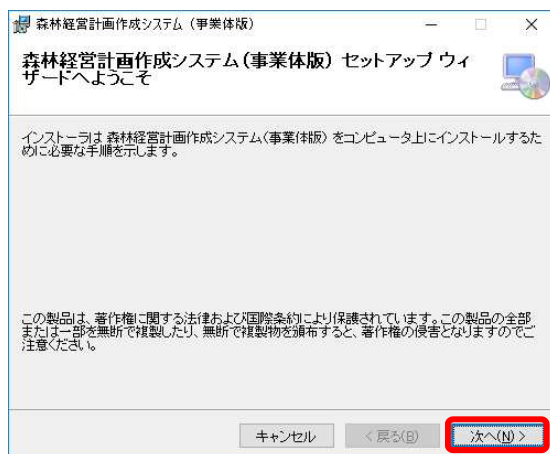 森林経営計画作成システム（事業体版）
森林経営計画作成システム（事業体版） セットアップ ウィ
ザードへようこそ
インストーラは 森林経営計画作成システム（事業体版） をコンピュータ上にインストールするた
めに必要な手順を示します。
この製品は、著作権に関する法律および国際条約により保護されています。この製品の全部
または一部を無断で複製したり、無断で複製物を頒布すると、著作権の侵害となりますのでご
注意ください。
キャンセル
< 戻る(B)
次へ(N) >